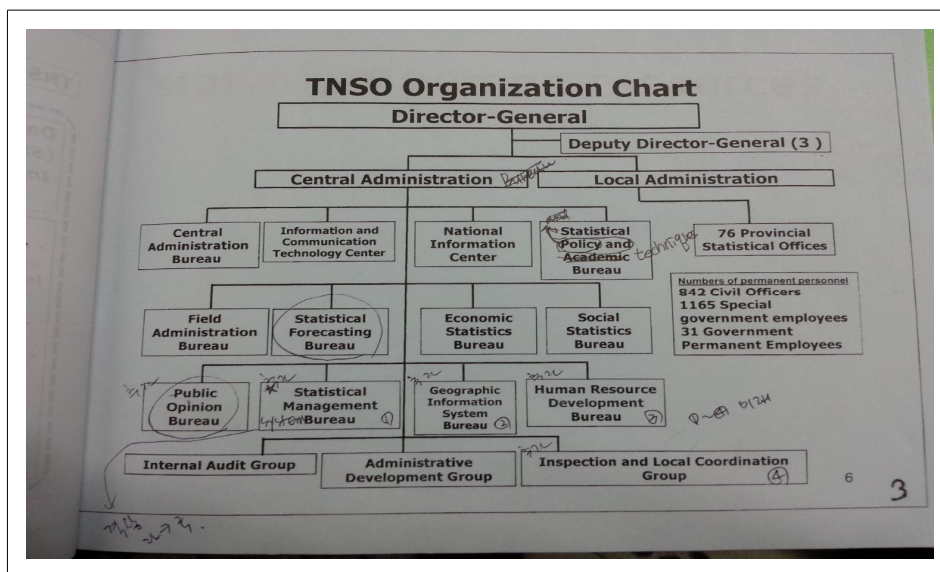 TNSO Organization Chart
Director-General
Deputy Director-General (3 )
Central Administration
Local Administration
Central
Administration
Bureau
Information and
Communication
Technology Center
National
Information
Center
Statistical
Policy and
Academic
Bureau
technique
76 Provincial
Statistical Offices
Numbers of permanent personnel
842 Civil Officers
1165 Special
government employees
31 Government
Permanent Employees
Field
Administration
Bureau
Statistical
Forecasting
Bureau
Economic
Statistics
Bureau
Social
Statistics
Bureau
Public
Opinion
Bureau
Statistical
Management
Bureau ①
system
Geographic
Information
System
Bureau ②
Human Resource
Development
Bureau ③
Internal Audit Group
Administrative
Development Group
Inspection and Local Coordination
Group ④
6
3